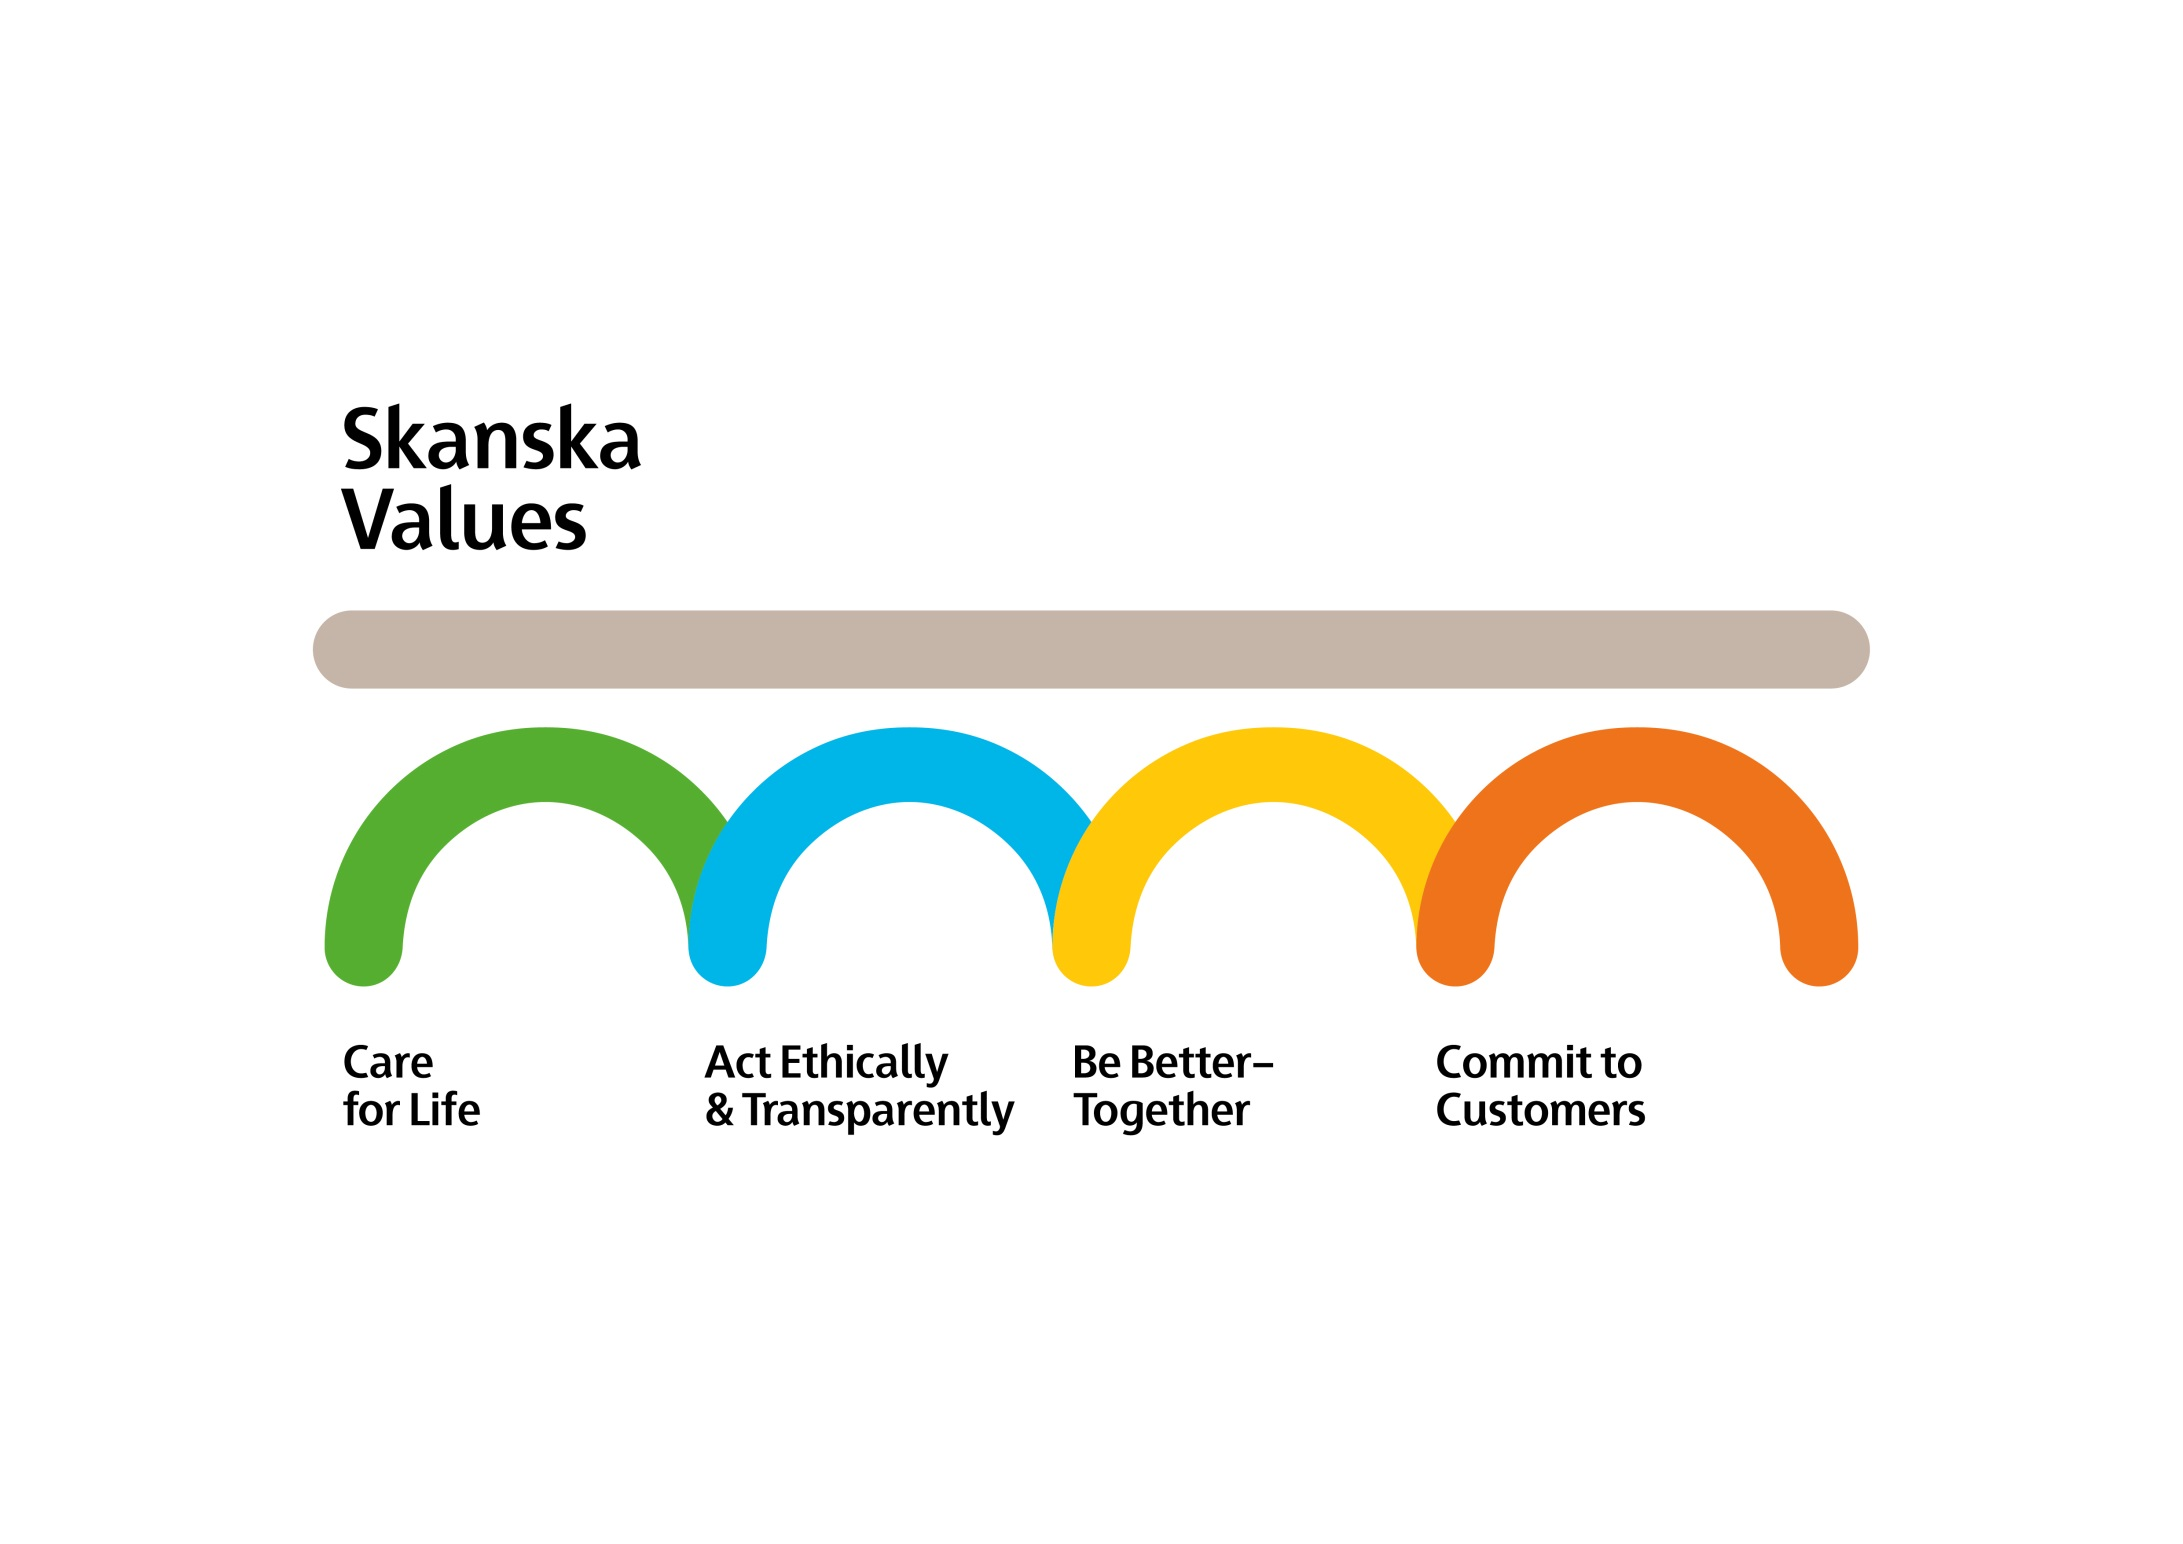 Skanska
Values
Care
for Life
Act Ethically
& Transparently
Be Better–
Together
Commit to
Customers